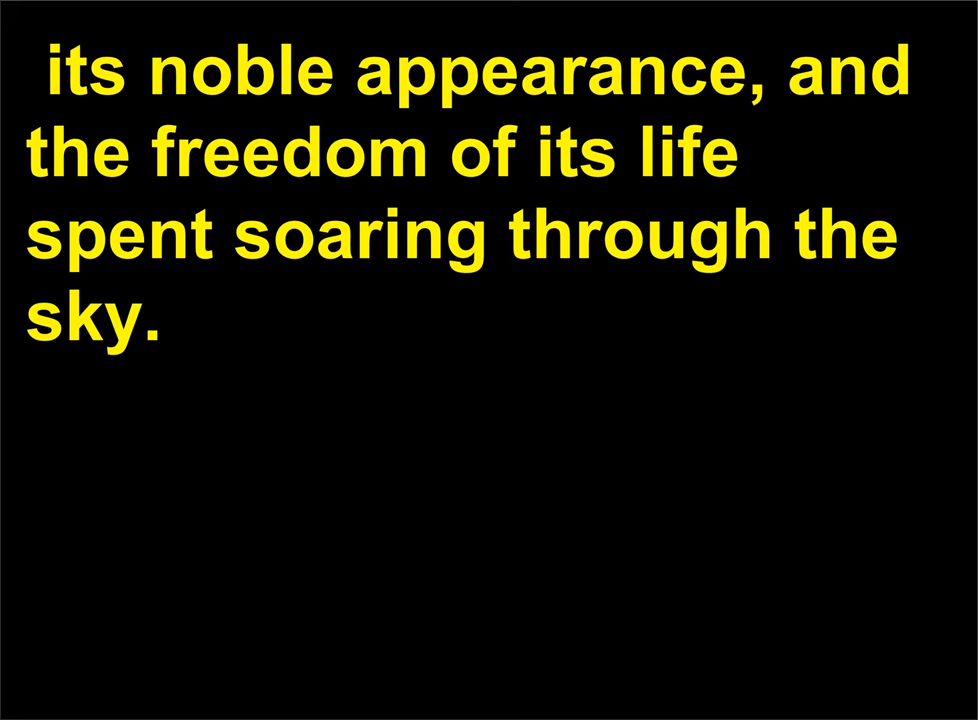 its noble appearance, and
the freedom of its life
spent soaring through the
sky.